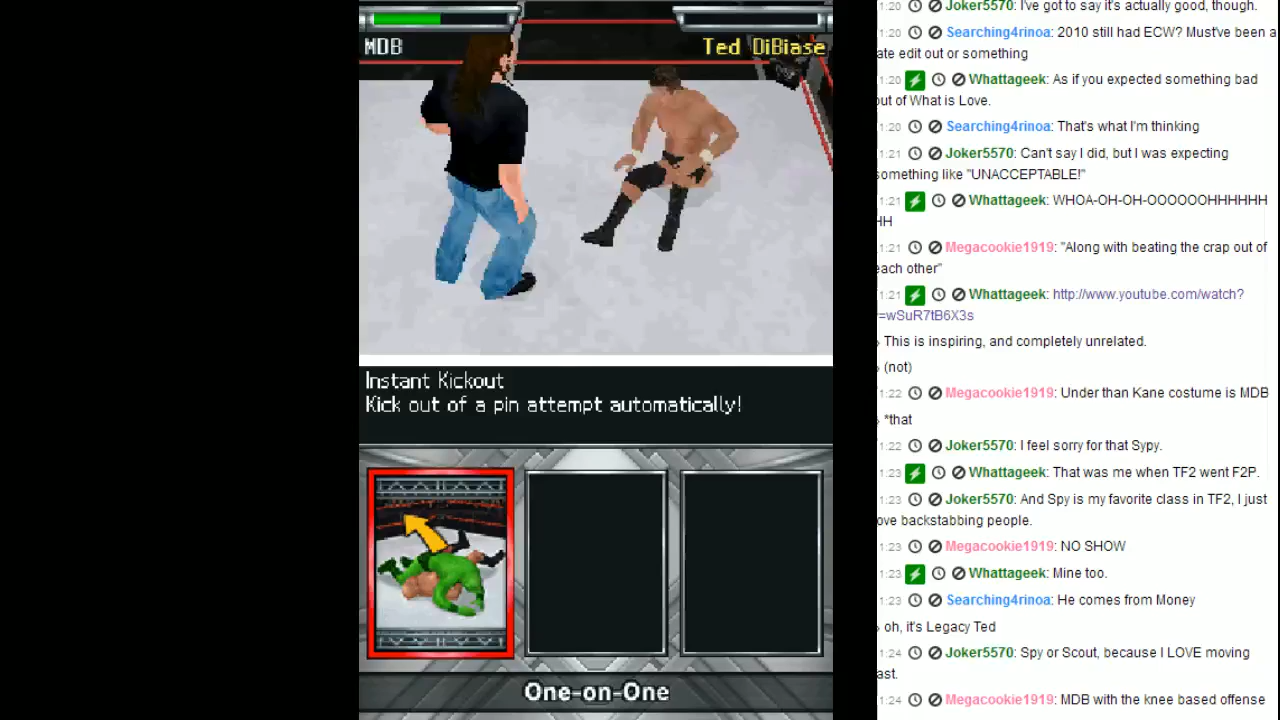 MDB
Ted DiBiase
Instant Kickout
Kick out of a pin attempt automatically!
One-on-One
1:20 Joker5570: I've got to say it's actually good, though.
1:20 Searching4rinoa: 2010 still had ECW? Must've been a
ate edit out or something
1:20 Whattageek: As if you expected something bad
out of What is Love.
1:20 Searching4rinoa: That's what I'm thinking
1:21 Joker5570: Can't say I did, but I was expecting
something like "UNACCEPTABLE!"
1:21 Whattageek: WHOA-OH-OH-OOOOOOHHHHHH
HH
1:21 Megacookie1919: "Along with beating the crap out of
each other"
1:21 Whattageek: http://www.youtube.com/watch?
=wSuR7tB6X3s
This is inspiring, and completely unrelated.
(not)
1:22 Megacookie1919: Under than Kane costume is MDB
*that
1:22 Joker5570: I feel sorry for that Sypy.
1:23 Whattageek: That was me when TF2 went F2P.
1:23 Joker5570: And Spy is my favorite class in TF2, I just
ove backstabbing people.
1:23 Megacookie1919: NO SHOW
1:23 Whattageek: Mine too.
1:23 Searching4rinoa: He comes from Money
oh, it's Legacy Ted
1:24 Joker5570: Spy or Scout, because I LOVE moving
ast.
1:24 Megacookie1919: MDB with the knee based offense